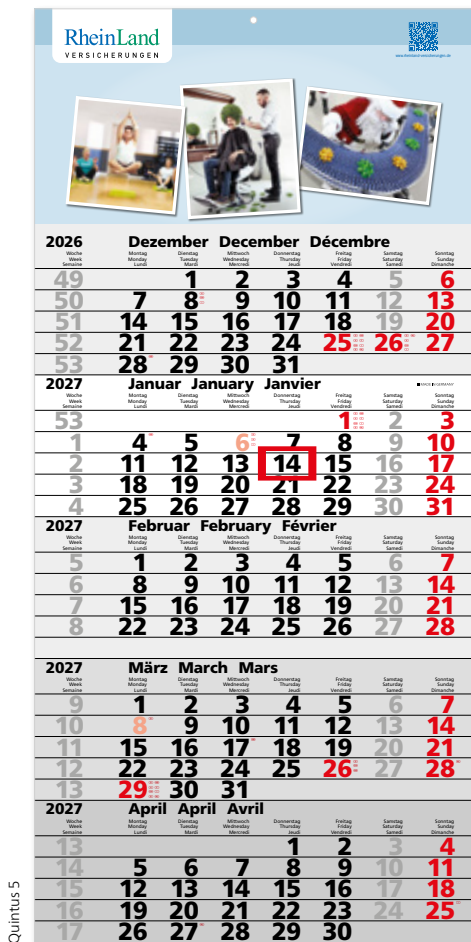 RheinLand
VERSICHERUNGEN
www.rheinland-versicherungen.de
2026 Dezember December Décembre
Woche Montag Dienstag Mittwoch Donnerstag Freitag Samstag Sonntag
Week Monday Tuesday Wednesday Thursday Friday Saturday Sunday
Semaine Lundi Mardi Mercredi Jeudi Vendredi Samedi Dimanche
49 1 2 3 4 5 6
50 7 8 9 10 11 12 13
51 14 15 16 17 18 19 20
52 21 22 23 24 25 26 27
53 28 29 30 31
2027 Januar January Janvier MADE IN GERMANY
Woche Montag Dienstag Mittwoch Donnerstag Freitag Samstag Sonntag
Week Monday Tuesday Wednesday Thursday Friday Saturday Sunday
Semaine Lundi Mardi Mercredi Jeudi Vendredi Samedi Dimanche
53 1 2 3
1 4 5 6 7 8 9 10
2 11 12 13 14 15 16 17
3 18 19 20 21 22 23 24
4 25 26 27 28 29 30 31
2027 Februar February Février
Woche Montag Dienstag Mittwoch Donnerstag Freitag Samstag Sonntag
Week Monday Tuesday Wednesday Thursday Friday Saturday Sunday
Semaine Lundi Mardi Mercredi Jeudi Vendredi Samedi Dimanche
5 1 2 3 4 5 6 7
6 8 9 10 11 12 13 14
7 15 16 17 18 19 20 21
8 22 23 24 25 26 27 28
2027 März March Mars
Woche Montag Dienstag Mittwoch Donnerstag Freitag Samstag Sonntag
Week Monday Tuesday Wednesday Thursday Friday Saturday Sunday
Semaine Lundi Mardi Mercredi Jeudi Vendredi Samedi Dimanche
9 1 2 3 4 5 6 7
10 8 9 10 11 12 13 14
11 15 16 17 18 19 20 21
12 22 23 24 25 26 27 28
13 29 30 31
2027 April April Avril
Woche Montag Dienstag Mittwoch Donnerstag Freitag Samstag Sonntag
Week Monday Tuesday Wednesday Thursday Friday Saturday Sunday
Semaine Lundi Mardi Mercredi Jeudi Vendredi Samedi Dimanche
13 1 2 3 4
14 5 6 7 8 9 10 11
15 12 13 14 15 16 17 18
16 19 20 21 22 23 24 25
17 26 27 28 29 30
Quintus 5